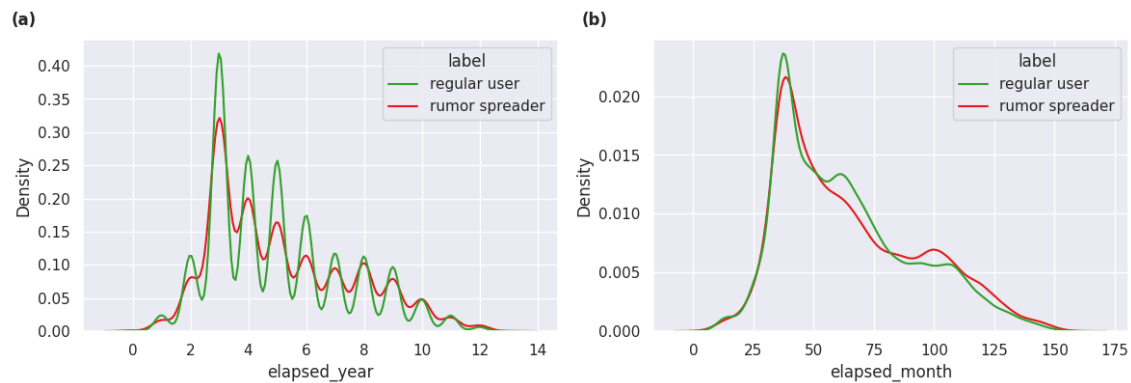 (a)
label
regular user
rumor spreader
Density
0.40
0.35
0.30
0.25
0.20
0.15
0.10
0.05
0.00
0 2 4 6 8 10 12 14
elapsed_year
(b)
label
regular user
rumor spreader
Density
0.020
0.015
0.010
0.005
0.000
0 25 50 75 100 125 150 175
elapsed_month